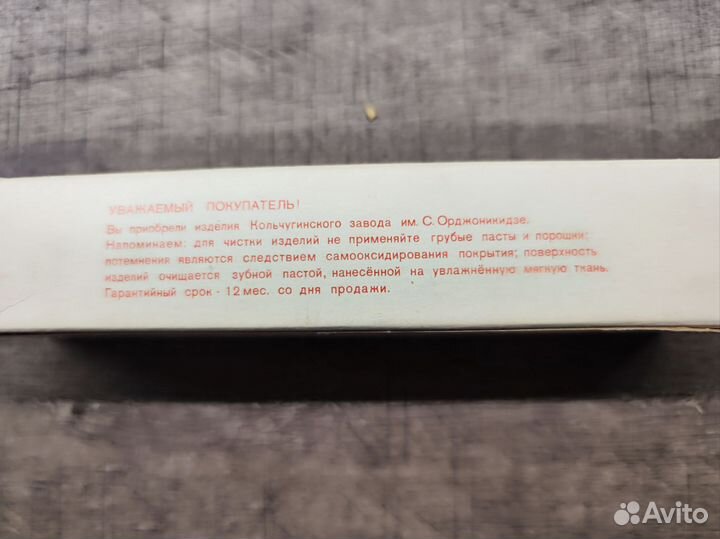 УВАЖАЕМЫЙ ПОКУПАТЕЛЬ!
Вы приобрели изделия Кольчугинского завода им. С. Орджоникидзе.
Напоминаем: для чистки изделий не применяйте грубые пасты и порошки;
потемнения являются следствием самооксидирования покрытия; поверхность
изделий очищается зубной пастой, нанесённой на увлажнённую мягкую ткань.
Гарантийный срок - 12 мес. со дня продажи.
Avito